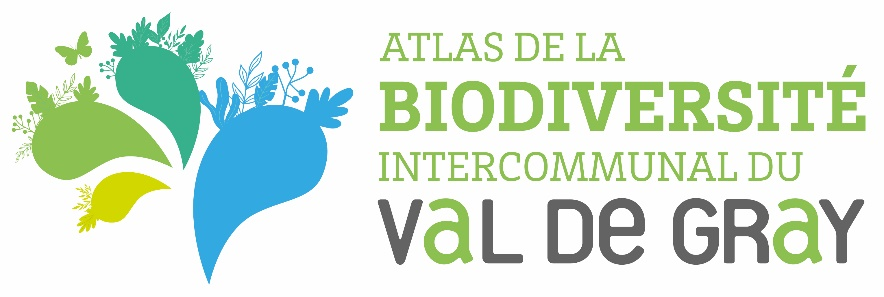 ATLAS DE LA
BIODIVERSITÉ
INTERCOMMUNAL DU
VaL De GRaY